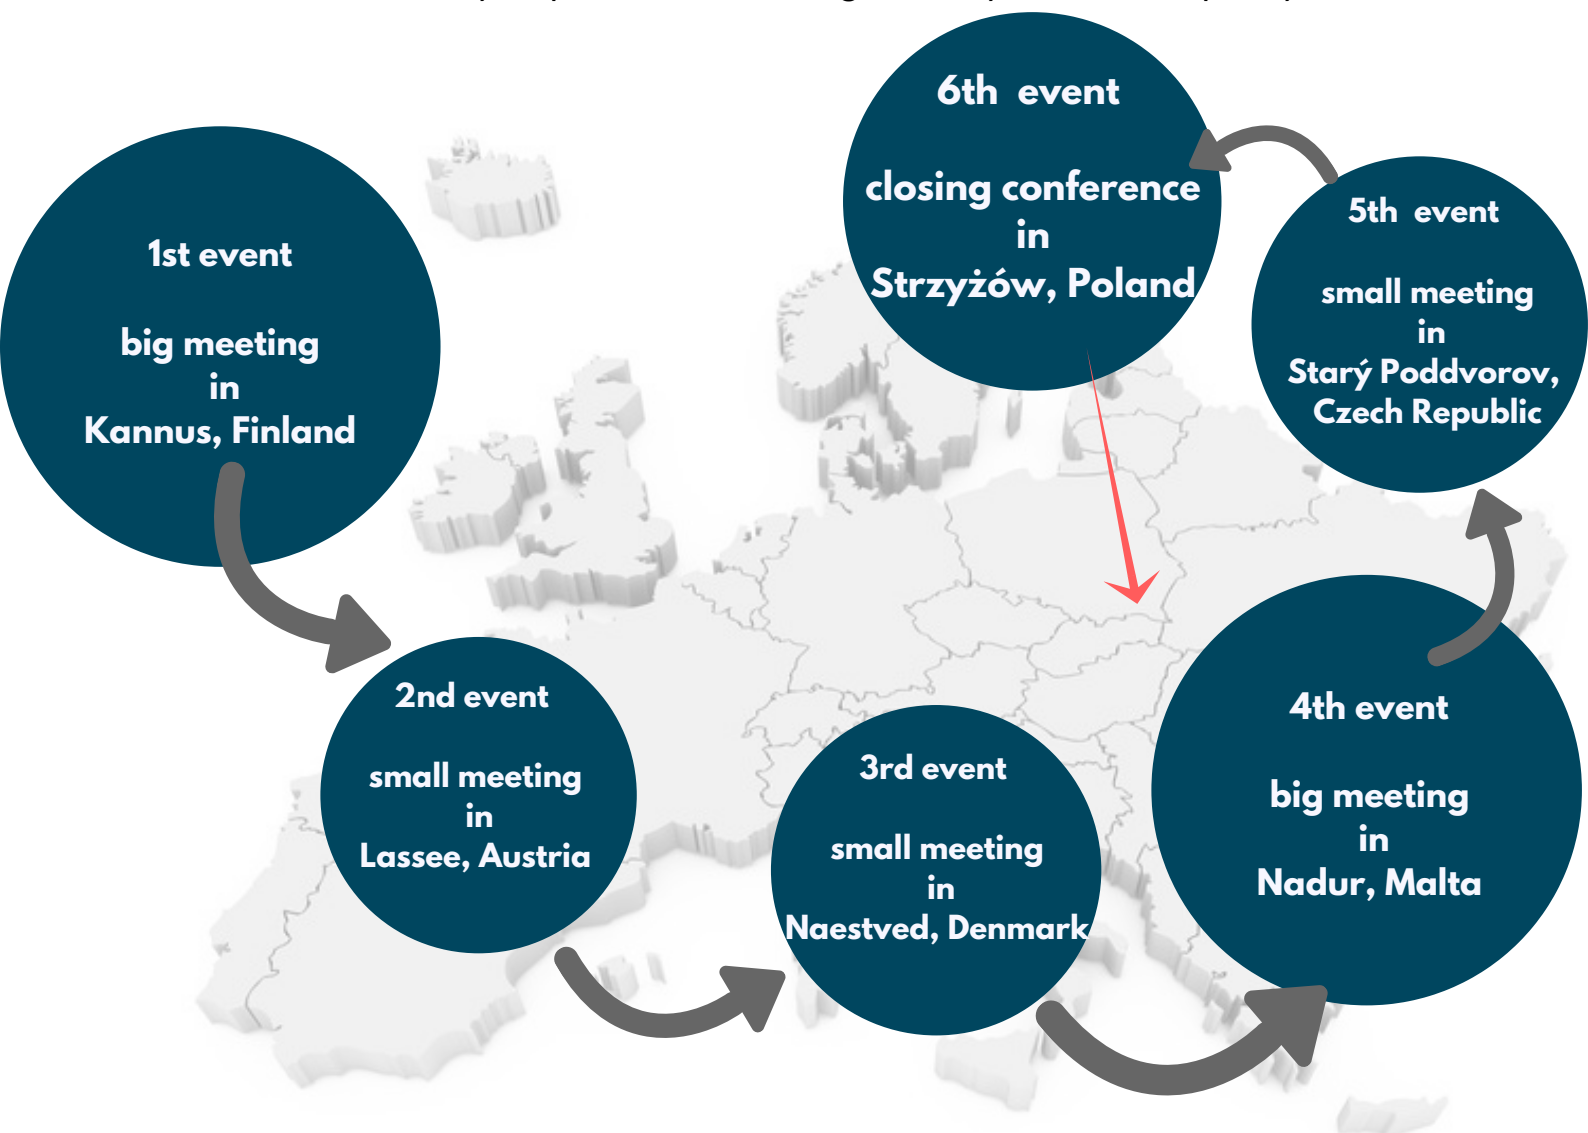 1st event
big meeting
in
Kannus, Finland
2nd event
small meeting
in
Lassee, Austria
3rd event
small meeting
in
Naestved, Denmark
4th event
big meeting
in
Nadur, Malta
5th event
small meeting
in
Starý Poddvorov,
Czech Republic
6th event
closing conference
in
Strzyżów, Poland